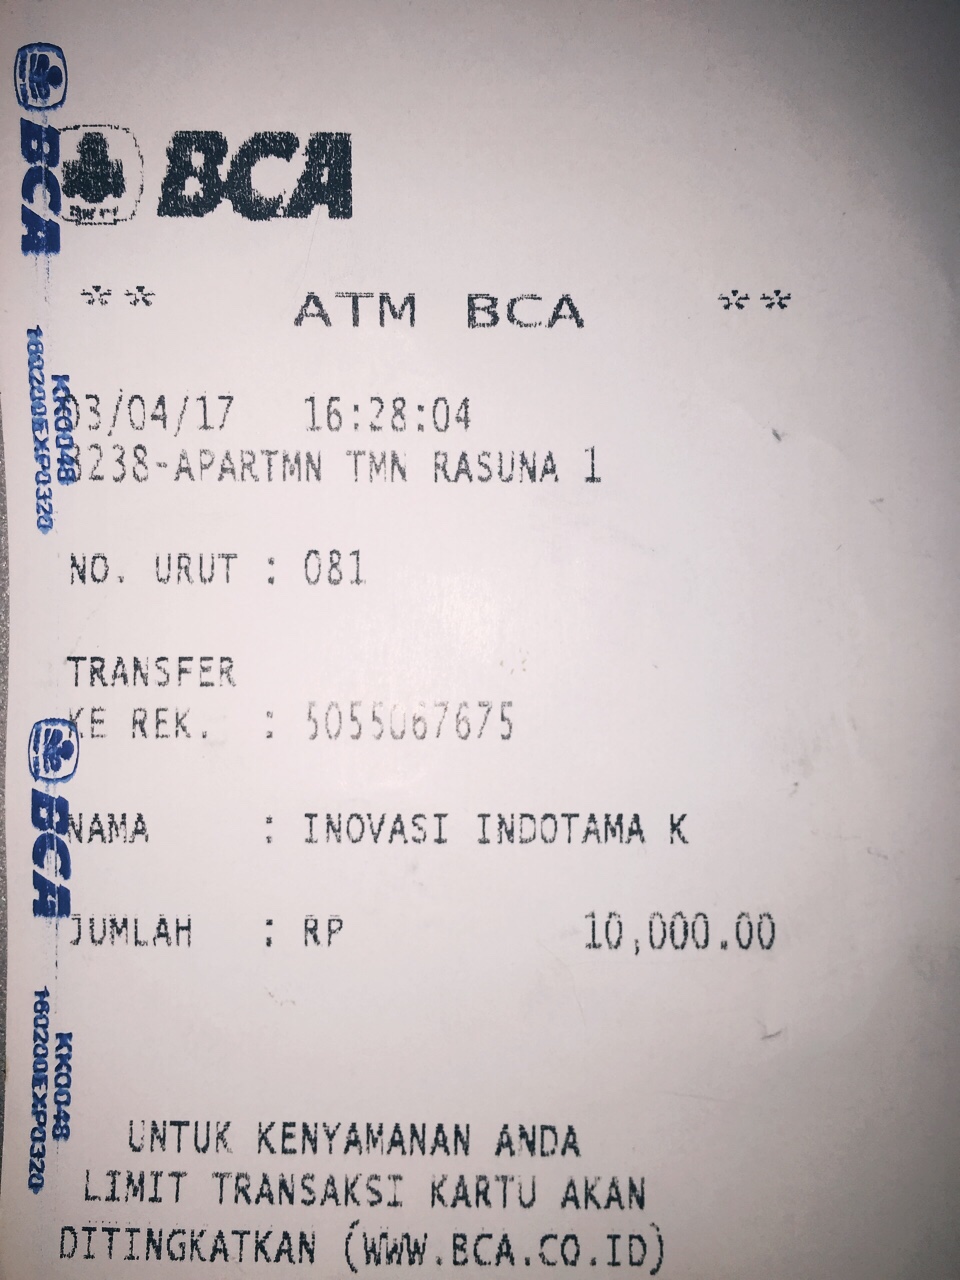 BCA
** ATM BCA **
03/04/17 16:28:04
3238-APARTMN TMN RASUNA 1
NO. URUT : 081
TRANSFER
KE REK. : 5055067675
NAMA : INOVASI INDOTAMA K
JUMLAH : RP 10,000.00
UNTUK KENYAMANAN ANDA
LIMIT TRANSAKSI KARTU AKAN
DITINGKATKAN (WWW.BCA.CO.ID)
BCA
KK0048
160200EXP0320
BCA
KK0048
160200EXP0320